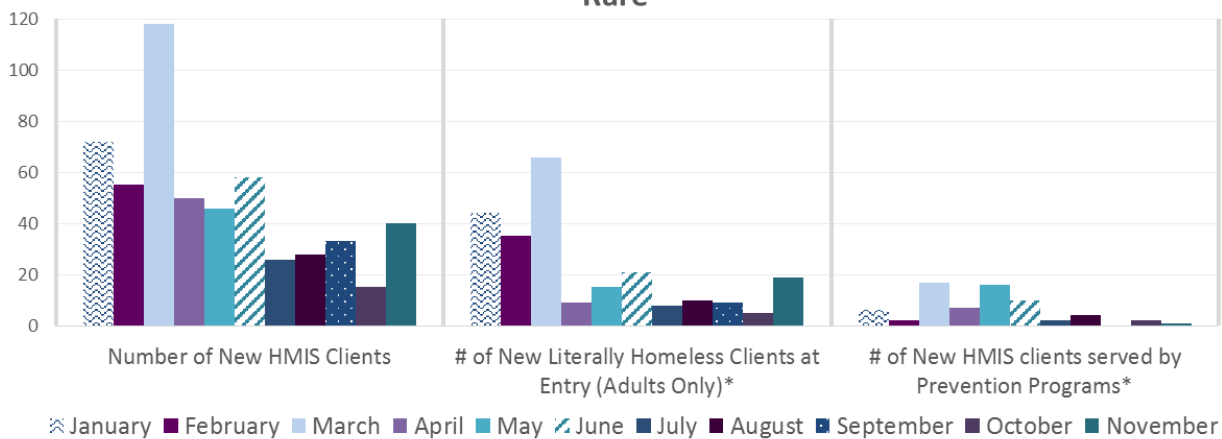 Rare
120
100
80
60
40
20
0
Number of New HMIS Clients
# of New Literally Homeless Clients at
Entry (Adults Only)*
# of New HMIS clients served by
Prevention Programs*
January February March April May June July August September October November